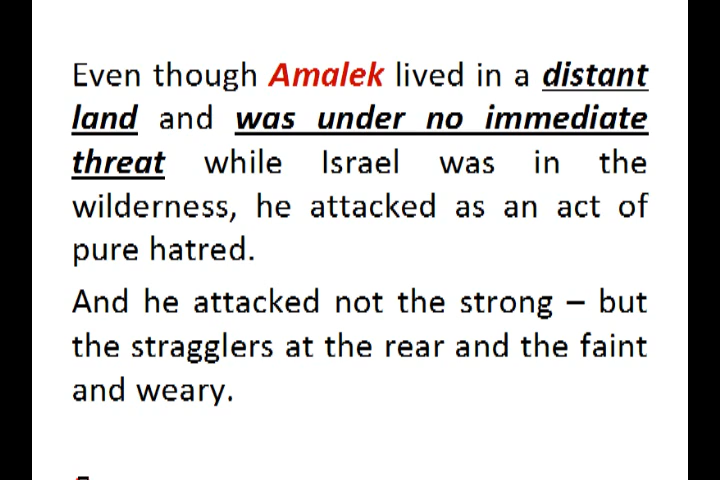 Even though Amalek lived in a distant
land and was under no immediate
threat while Israel was in the
wilderness, he attacked as an act of
pure hatred.
And he attacked not the strong – but
the stragglers at the rear and the faint
and weary.